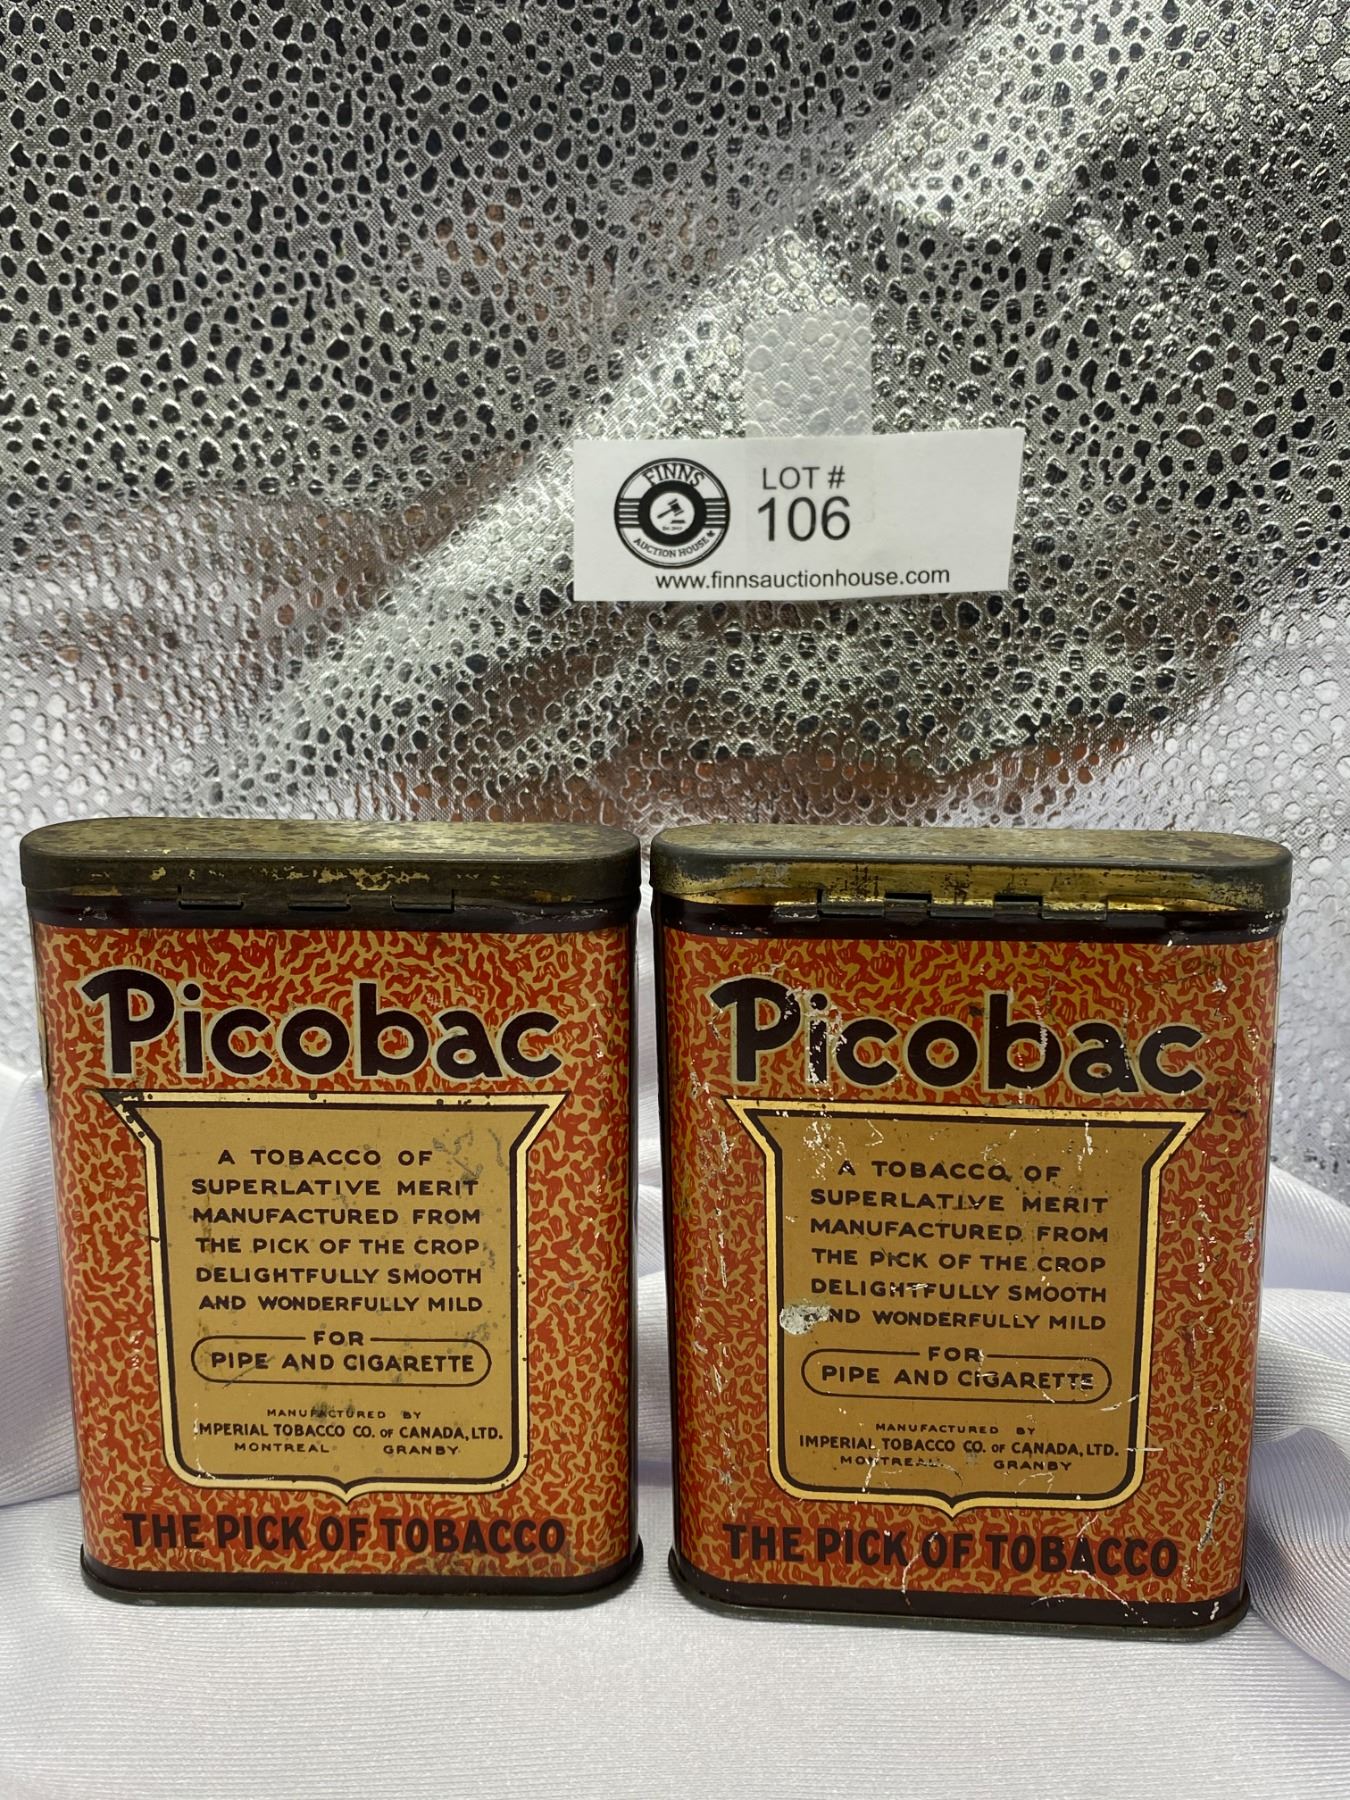 FINNS
AUCTION HOUSE
LOT #
106
www.finnsauctionhouse.com
Picobac
A TOBACCO OF
SUPERLATIVE MERIT
MANUFACTURED FROM
THE PICK OF THE CROP
DELIGHTFULLY SMOOTH
AND WONDERFULLY MILD
FOR
PIPE AND CIGARETTE
MANUFACTURED BY
IMPERIAL TOBACCO CO. OF CANADA, LTD.
MONTREAL GRANBY
THE PICK OF TOBACCO
Picobac
A TOBACCO OF
SUPERLATIVE MERIT
MANUFACTURED FROM
THE PICK OF THE CROP
DELIGHTFULLY SMOOTH
AND WONDERFULLY MILD
FOR
PIPE AND CIGARETTE
MANUFACTURED BY
IMPERIAL TOBACCO CO. OF CANADA, LTD.
MONTREAL GRANBY
THE PICK OF TOBACCO